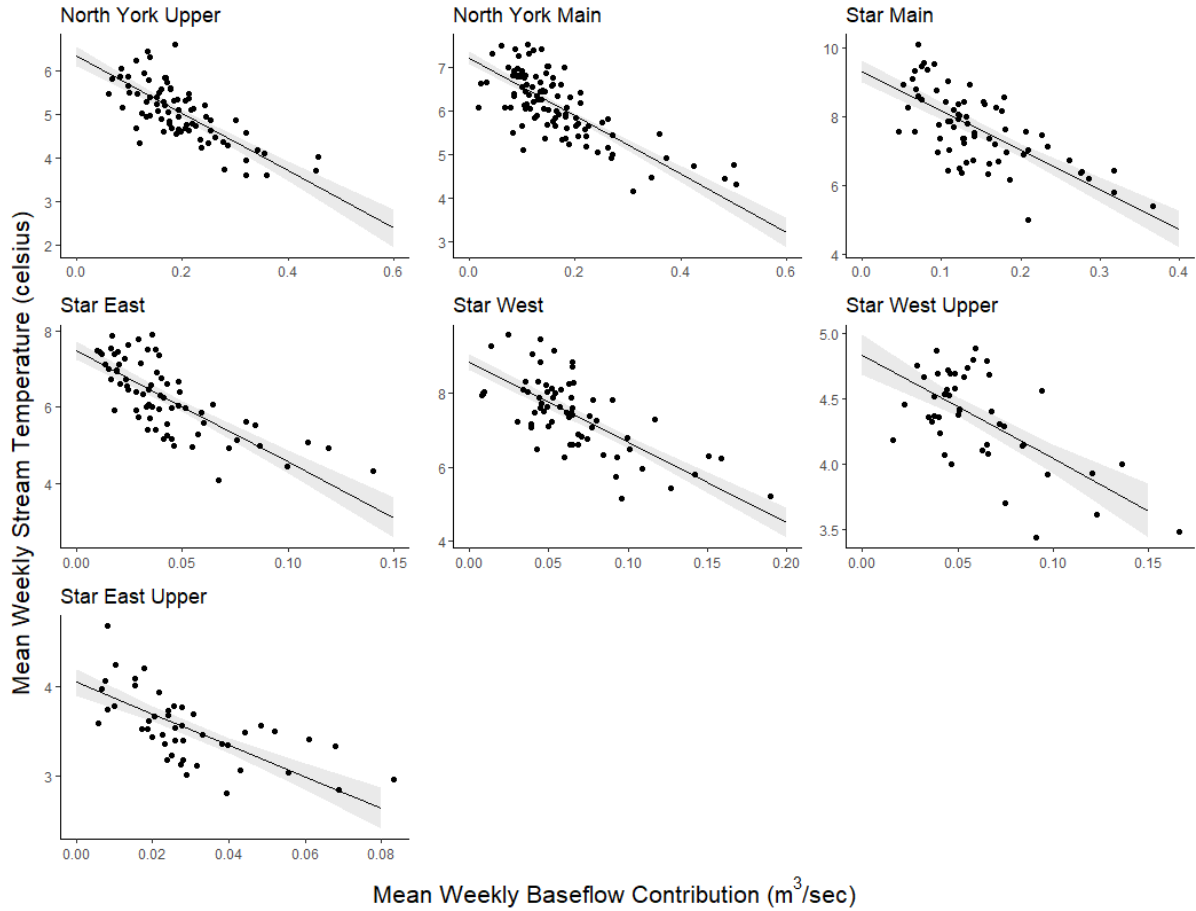 North York Upper
North York Main
Star Main
6
5
4
3
2
0.0 0.2 0.4 0.6
7
6
5
4
3
0.0 0.2 0.4 0.6
10
8
6
4
0.0 0.1 0.2 0.3 0.4
Star East
Star West
Star West Upper
8
6
4
0.00 0.05 0.10 0.15
8
6
4
0.00 0.05 0.10 0.15 0.20
5.0
4.5
4.0
3.5
0.00 0.05 0.10 0.15
Star East Upper
4
3
0.00 0.02 0.04 0.06 0.08
Mean Weekly Stream Temperature (celsius)
Mean Weekly Baseflow Contribution (m³/sec)